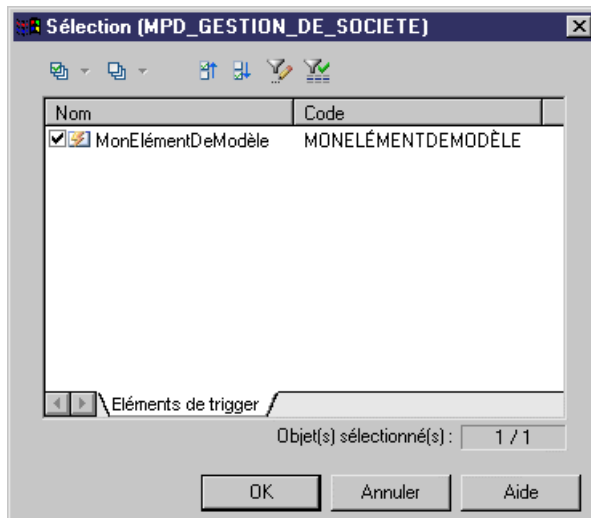 Sélection (MPD_GESTION_DE_SOCIETE)
Nom Code
MonElémentDeModèle MONELÉMENTDEMODÈLE
Eléments de trigger
Objet(s) sélectionné(s) : 1 / 1
OK Annuler Aide